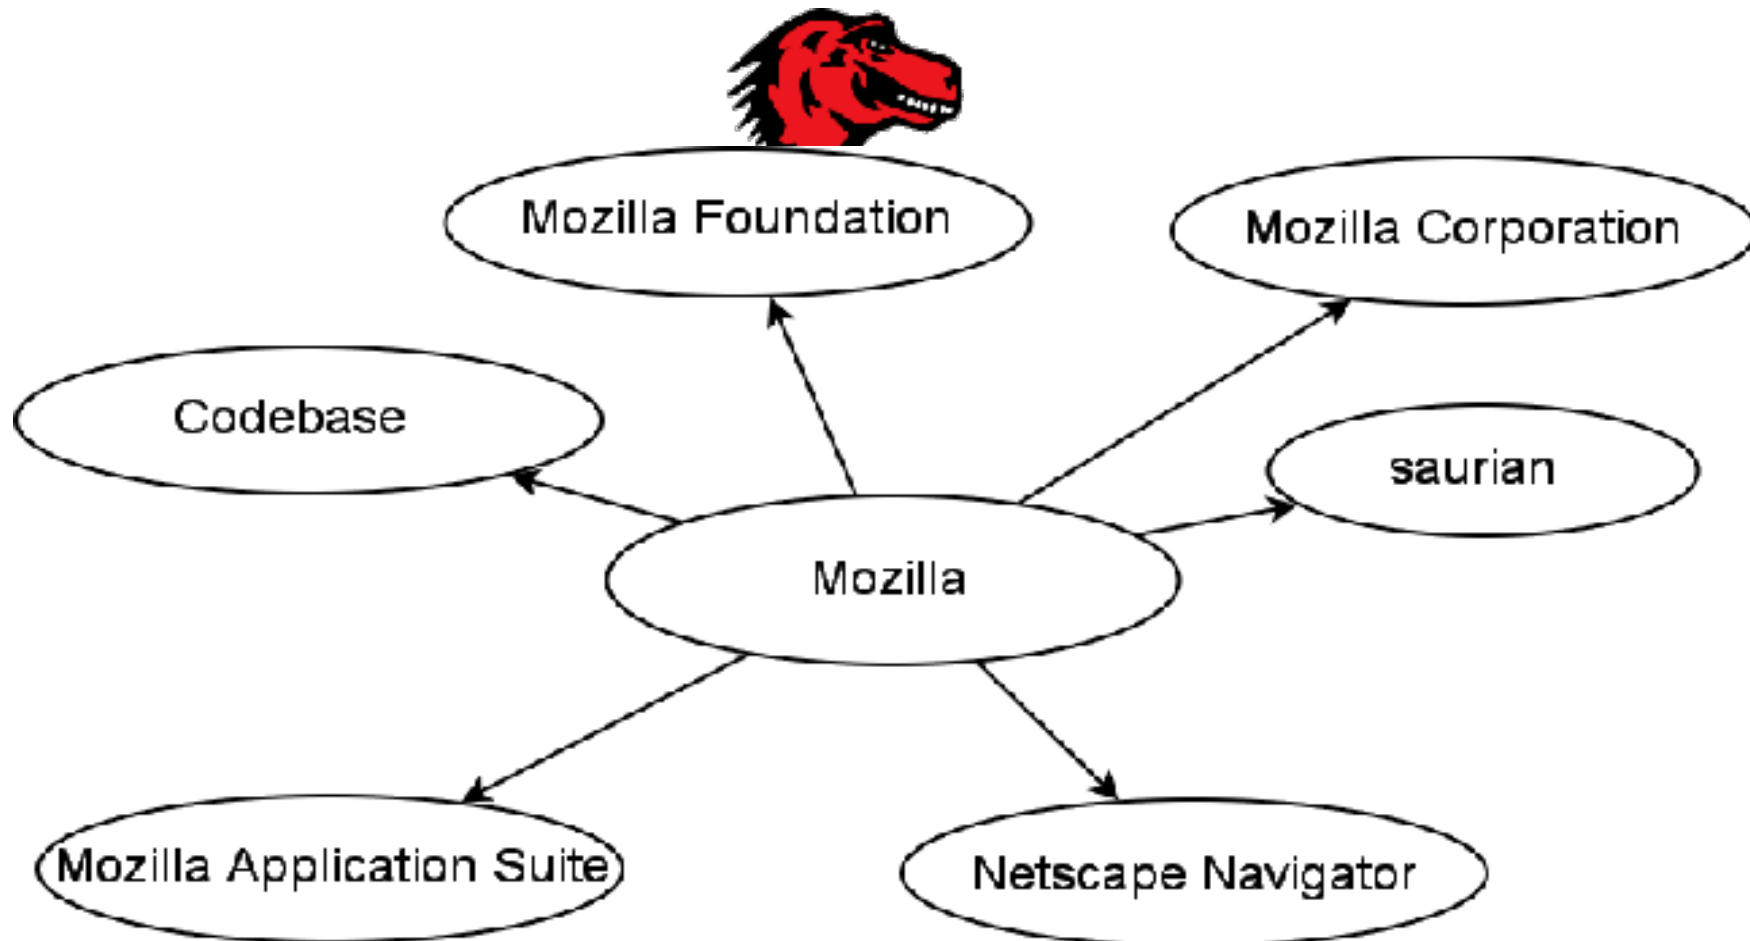 Mozilla Foundation
Mozilla Corporation
Codebase
saurian
Mozilla
Mozilla Application Suite
Netscape Navigator